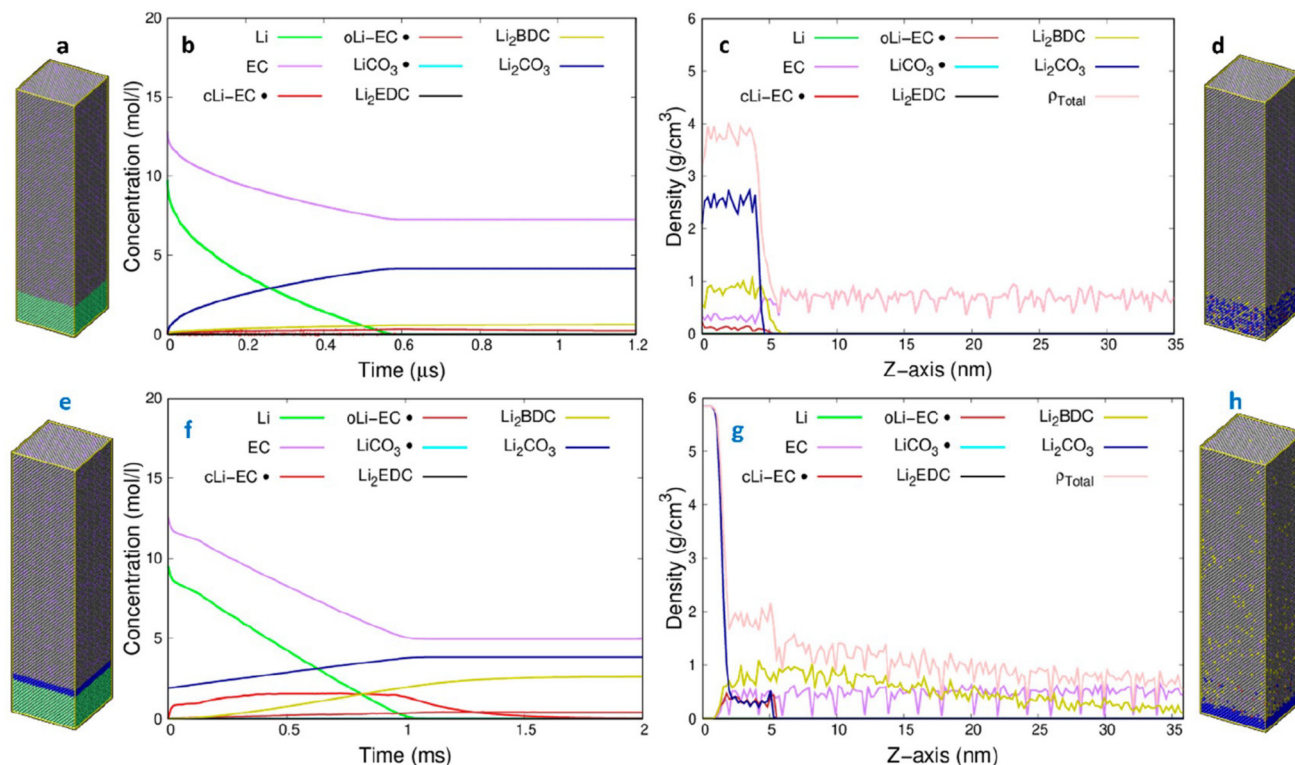 a
b
20
15
10
5
0
Concentration (mol/l)
Li
EC
cLi−EC •
oLi−EC •
LiCO₃ •
Li₂EDC
Li₂BDC
Li₂CO₃
0 0.2 0.4 0.6 0.8 1 1.2
Time (μs)
c
6
5
4
3
2
1
0
Density (g/cm³)
Li
EC
cLi−EC •
oLi−EC •
LiCO₃ •
Li₂EDC
Li₂BDC
Li₂CO₃
ρTotal
0 5 10 15 20 25 30 35
Z−axis (nm)
d
e
f
20
15
10
5
0
Concentration (mol/l)
Li
EC
cLi−EC •
oLi−EC •
LiCO₃ •
Li₂EDC
Li₂BDC
Li₂CO₃
0 0.5 1 1.5 2
Time (ms)
g
6
5
4
3
2
1
0
Density (g/cm³)
Li
EC
cLi−EC •
oLi−EC •
LiCO₃ •
Li₂EDC
Li₂BDC
Li₂CO₃
ρTotal
0 5 10 15 20 25 30 35
Z−axis (nm)
h